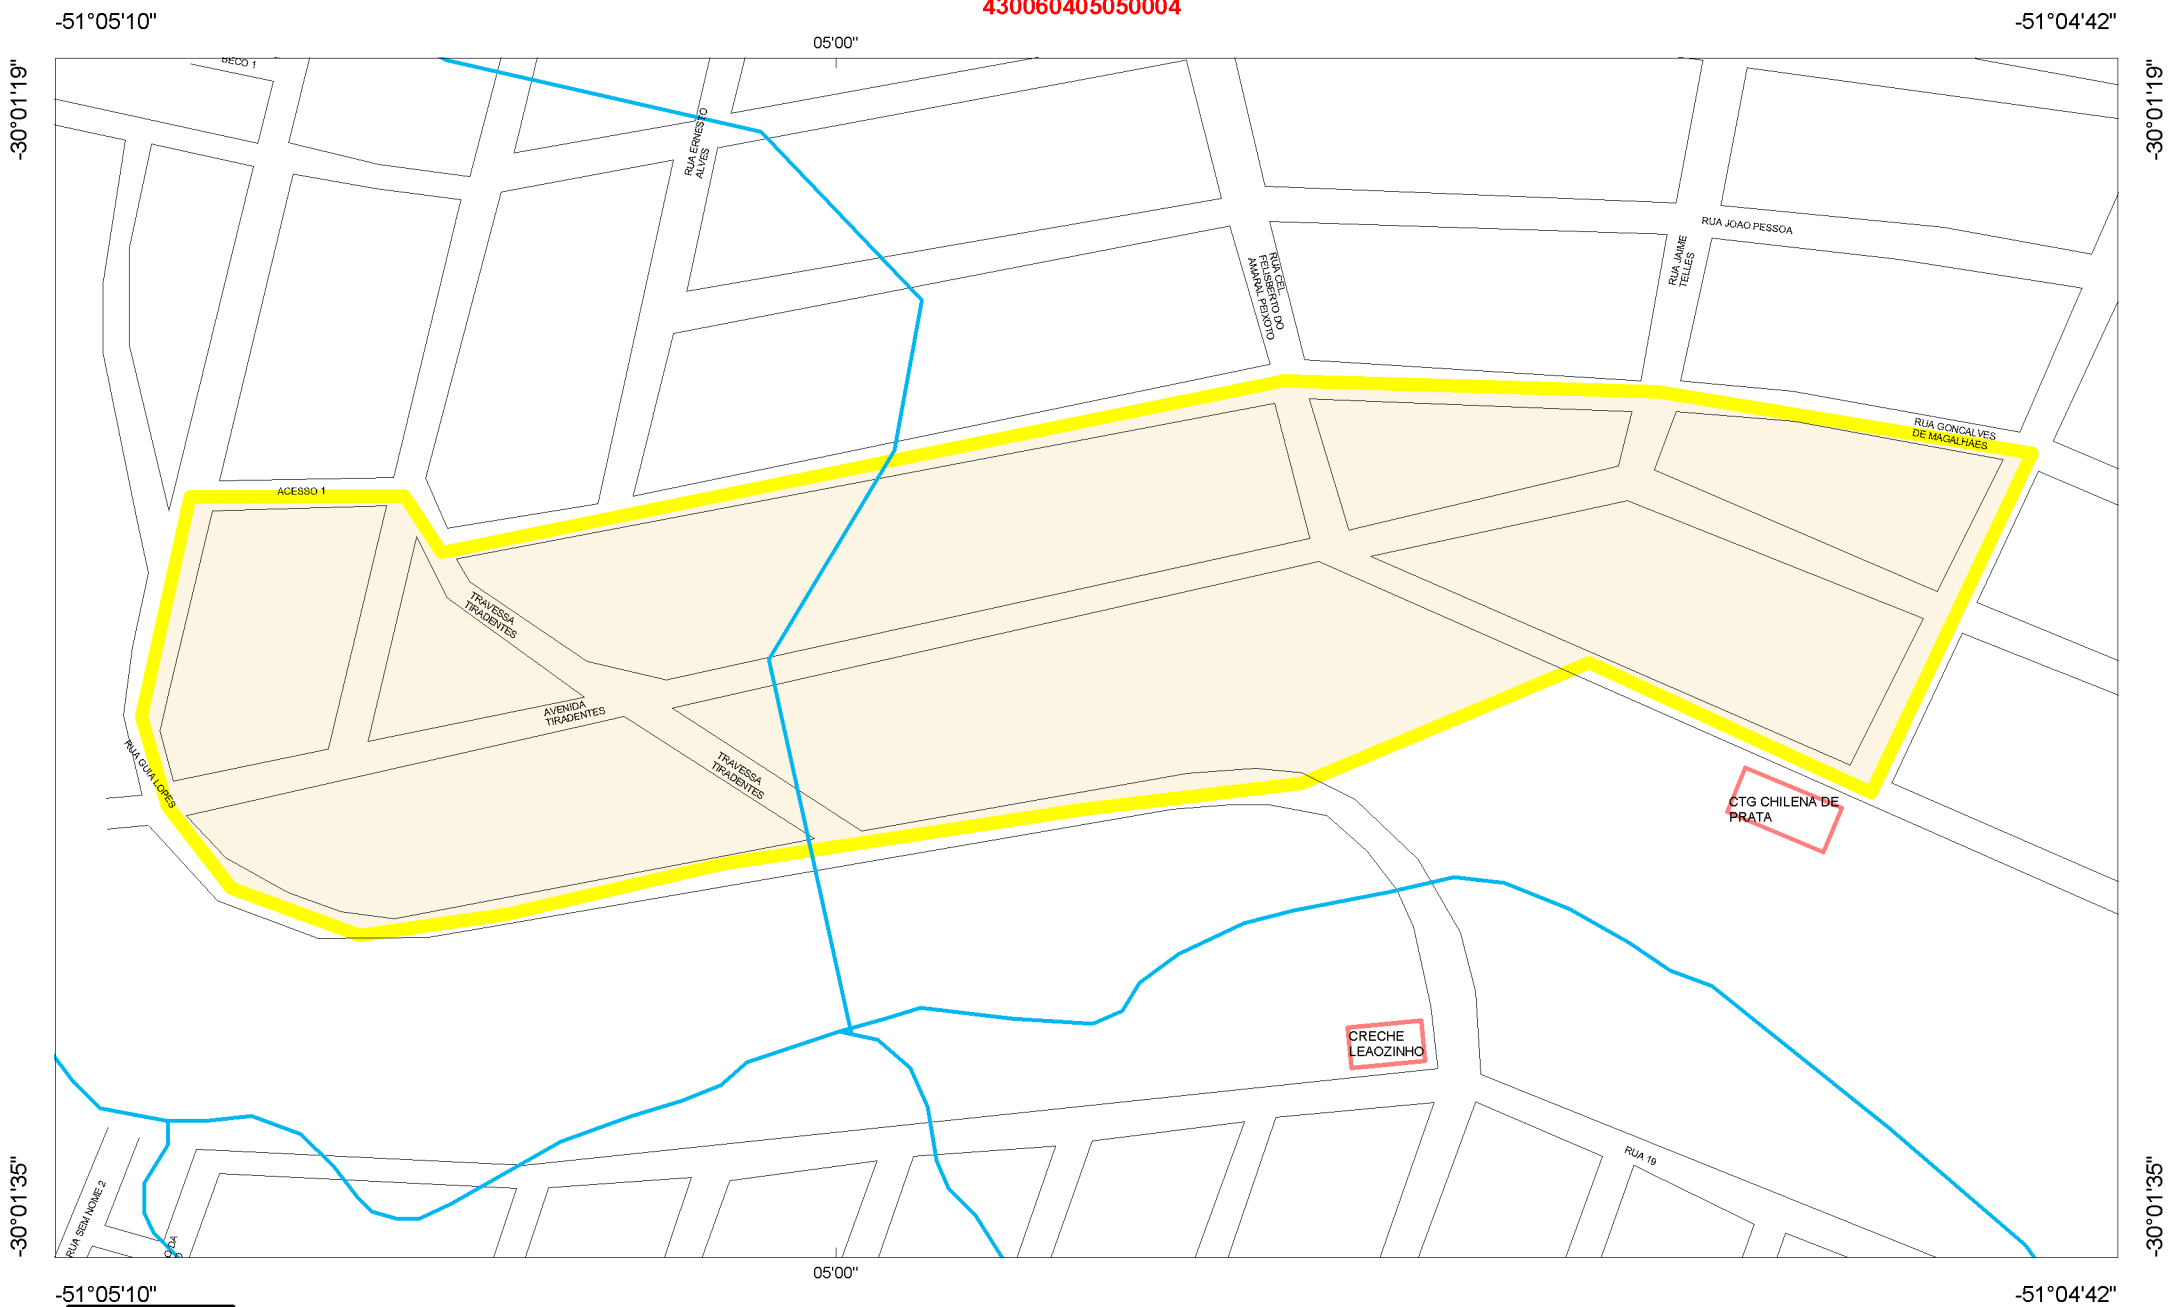 430060405050004
-51°05'10"
-51°04'42"
05'00"
-30°01'19"
-30°01'19"
BECO 1
RUA ERNESTO
ALVES
RUA JOAO PESSOA
RUA JAIME
TELLES
RUA CEL.
FELISBERTO DO
AMARAL PEIXOTO
RUA GONCALVES
DE MAGALHAES
ACESSO 1
TRAVESSA
TIRADENTES
AVENIDA
TIRADENTES
TRAVESSA
TIRADENTES
RUA GUIA LOPES
CTG CHILENA DE
PRATA
CRECHE
LEAOZINHO
RUA 19
RUA SEM NOME 2
-30°01'35"
-30°01'35"
05'00"
-51°05'10"
-51°04'42"